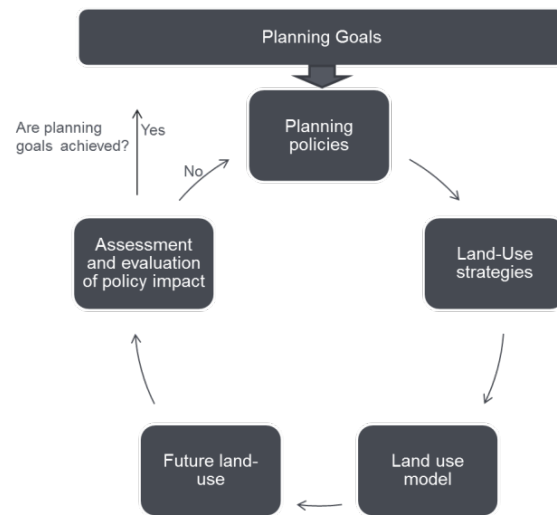 Planning Goals
Planning
policies
Are planning
goals achieved?
Yes
No
Assessment
and evaluation
of policy impact
Land-Use
strategies
Future land-
use
Land use
model